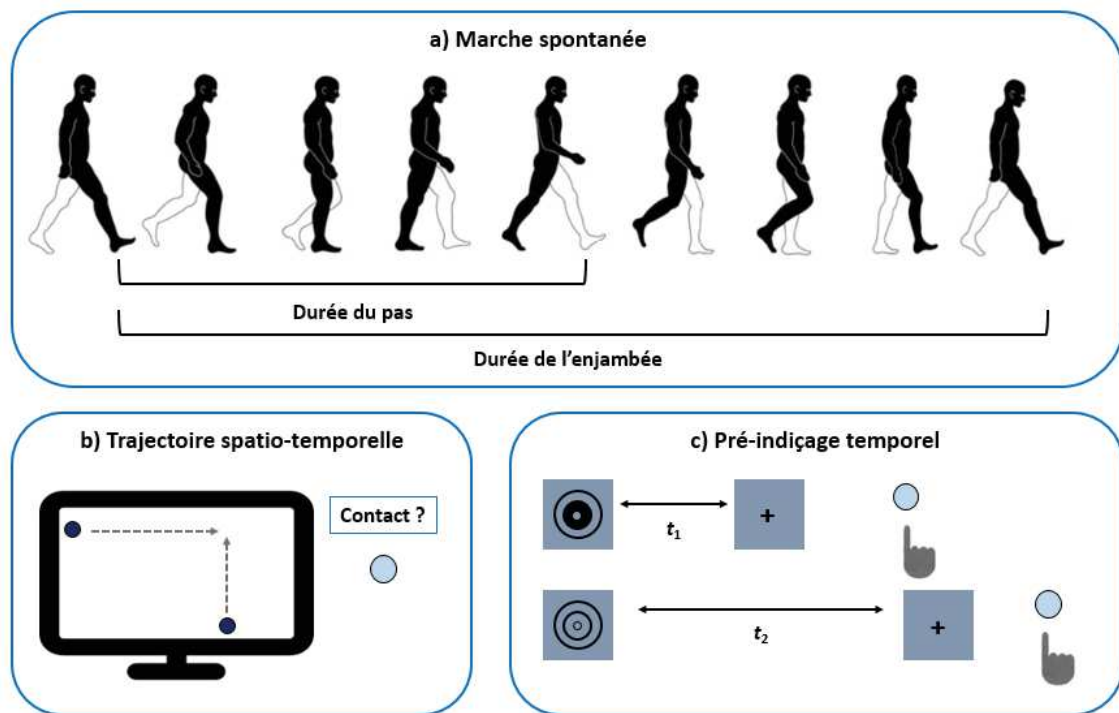 a) Marche spontanée
Durée du pas
Durée de l'enjambée
b) Trajectoire spatio-temporelle
Contact ?
c) Pré-indiçage temporel
+
t1
+
t2